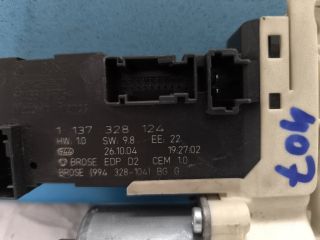 1 137 328 124
HW: 1.0 SW: 9.8 EE: 22
26.10.04 19:27:02
BROSE EDP D2 CEM 1.0
BROSE (994 328-104) BG G
407